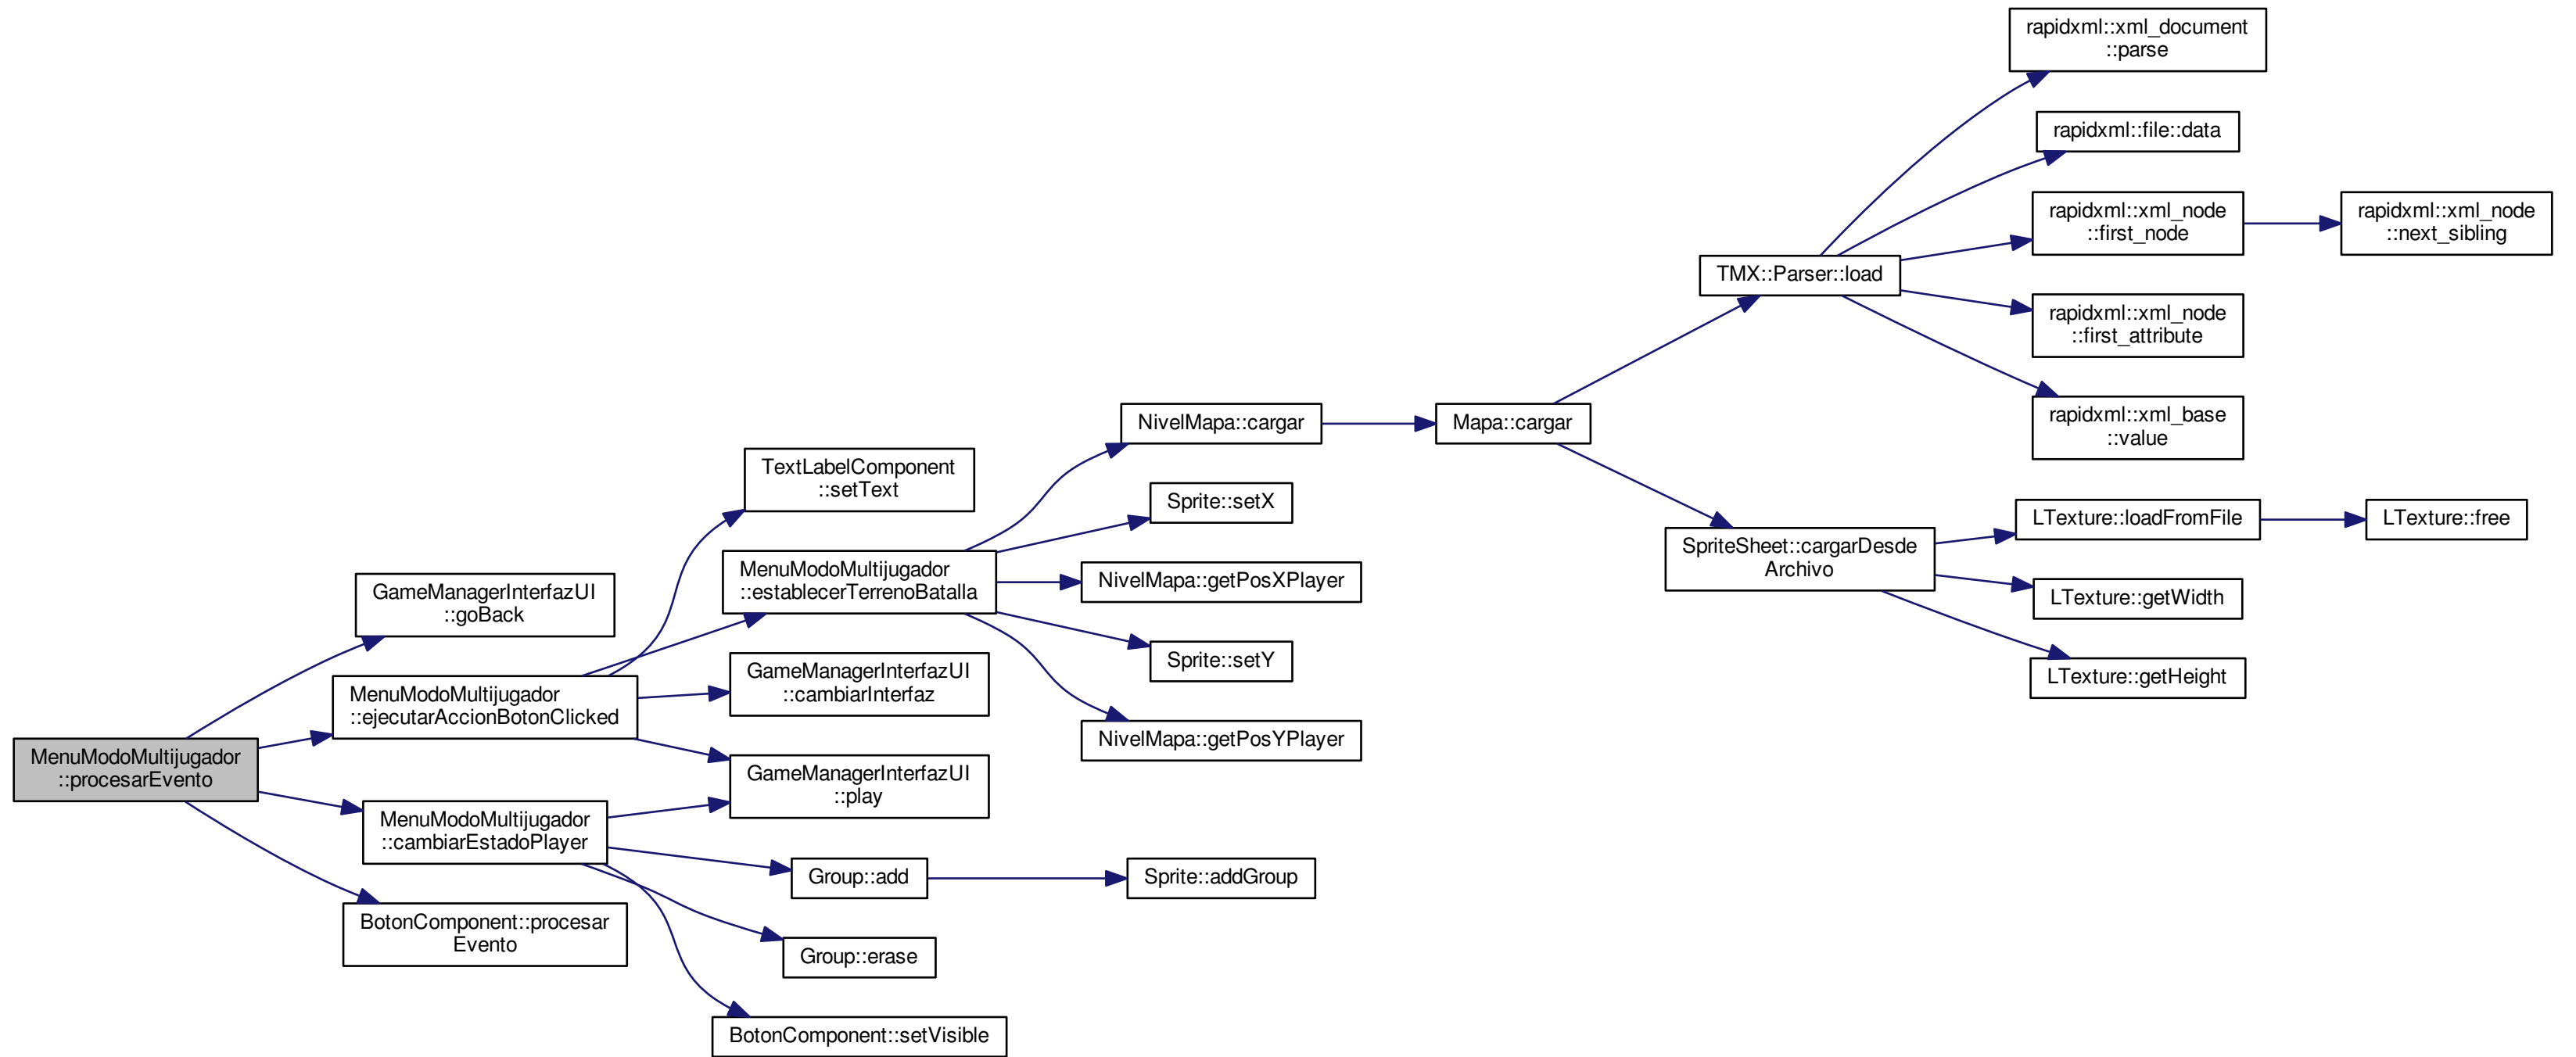 rapidxml::xml_document
::parse
rapidxml::file::data
rapidxml::xml_node
::first_node
rapidxml::xml_node
::next_sibling
TMX::Parser::load
rapidxml::xml_node
::first_attribute
rapidxml::xml_base
::value
NivelMapa::cargar
Mapa::cargar
TextLabelComponent
::setText
Sprite::setX
LTexture::loadFromFile
LTexture::free
SpriteSheet::cargarDesde
Archivo
MenuModoMultijugador
::establecerTerrenoBatalla
NivelMapa::getPosXPlayer
LTexture::getWidth
GameManagerInterfazUI
::goBack
Sprite::setY
LTexture::getHeight
GameManagerInterfazUI
::cambiarInterfaz
MenuModoMultijugador
::ejecutarAccionBotonClicked
NivelMapa::getPosYPlayer
MenuModoMultijugador
::procesarEvento
GameManagerInterfazUI
::play
MenuModoMultijugador
::cambiarEstadoPlayer
Group::add
Sprite::addGroup
BotonComponent::procesar
Evento
Group::erase
BotonComponent::setVisible